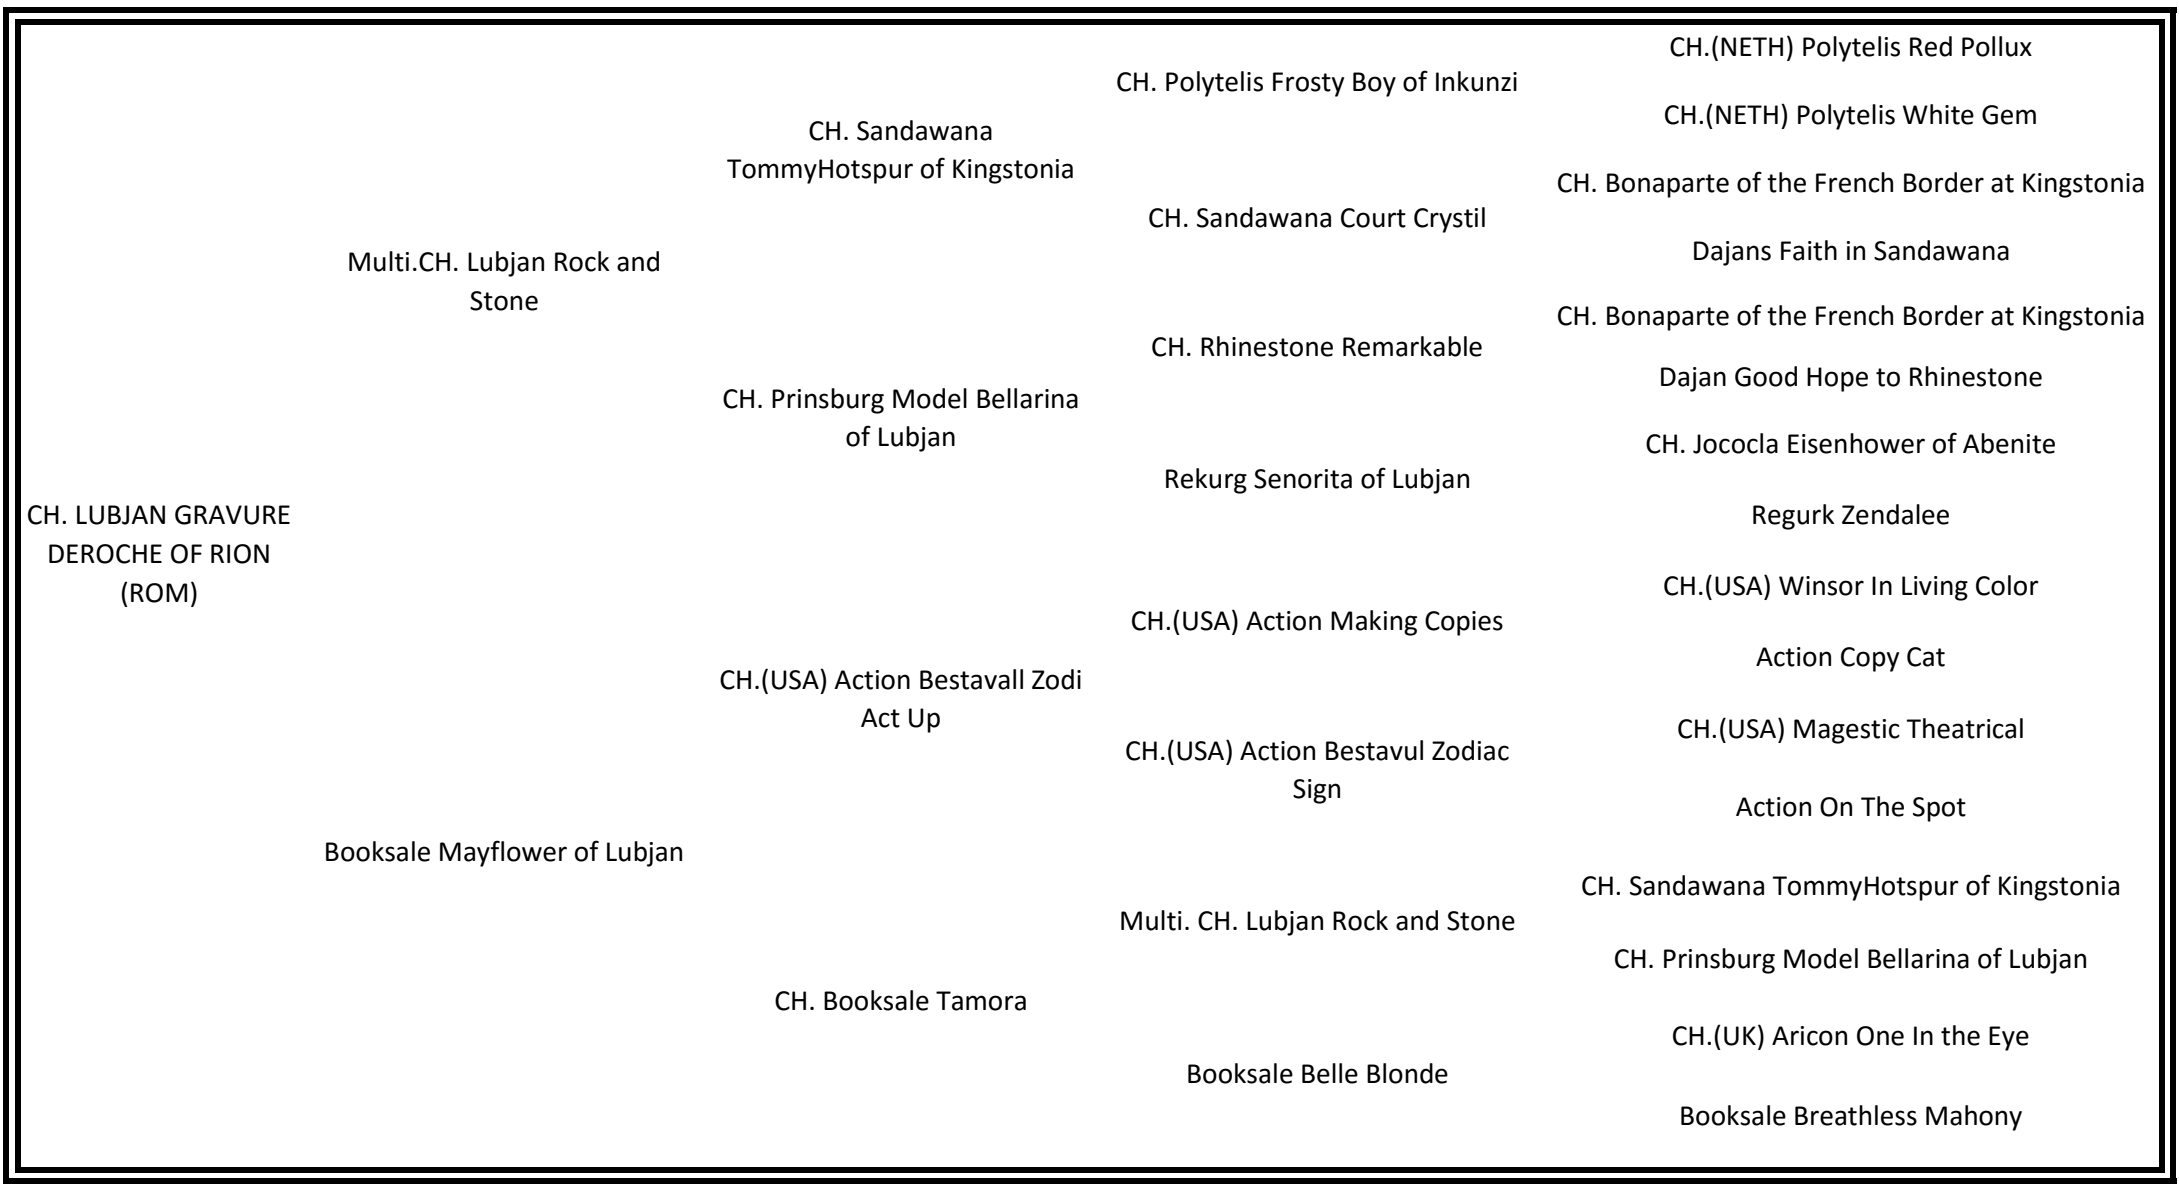 CH. LUBJAN GRAVURE
DEROCHE OF RION
(ROM)
Multi.CH. Lubjan Rock and
Stone
Booksale Mayflower of Lubjan
CH. Sandawana
TommyHotspur of Kingstonia
CH. Prinsburg Model Bellarina
of Lubjan
CH.(USA) Action Bestavall Zodi
Act Up
CH. Booksale Tamora
CH. Polytelis Frosty Boy of Inkunzi
CH. Sandawana Court Crystil
CH. Rhinestone Remarkable
Rekurg Senorita of Lubjan
CH.(USA) Action Making Copies
CH.(USA) Action Bestavul Zodiac
Sign
Multi. CH. Lubjan Rock and Stone
Booksale Belle Blonde
CH.(NETH) Polytelis Red Pollux
CH.(NETH) Polytelis White Gem
CH. Bonaparte of the French Border at Kingstonia
Dajans Faith in Sandawana
CH. Bonaparte of the French Border at Kingstonia
Dajan Good Hope to Rhinestone
CH. Jococla Eisenhower of Abenite
Regurk Zendalee
CH.(USA) Winsor In Living Color
Action Copy Cat
CH.(USA) Magestic Theatrical
Action On The Spot
CH. Sandawana TommyHotspur of Kingstonia
CH. Prinsburg Model Bellarina of Lubjan
CH.(UK) Aricon One In the Eye
Booksale Breathless Mahony